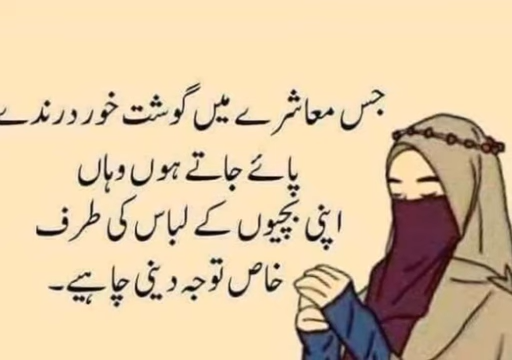 جس معاشرے میں گوشت خور درندے
پائے جاتے ہوں وہاں
اپنی بچیوں کے لباس کی طرف
خاص توجہ دینی چاہیے۔